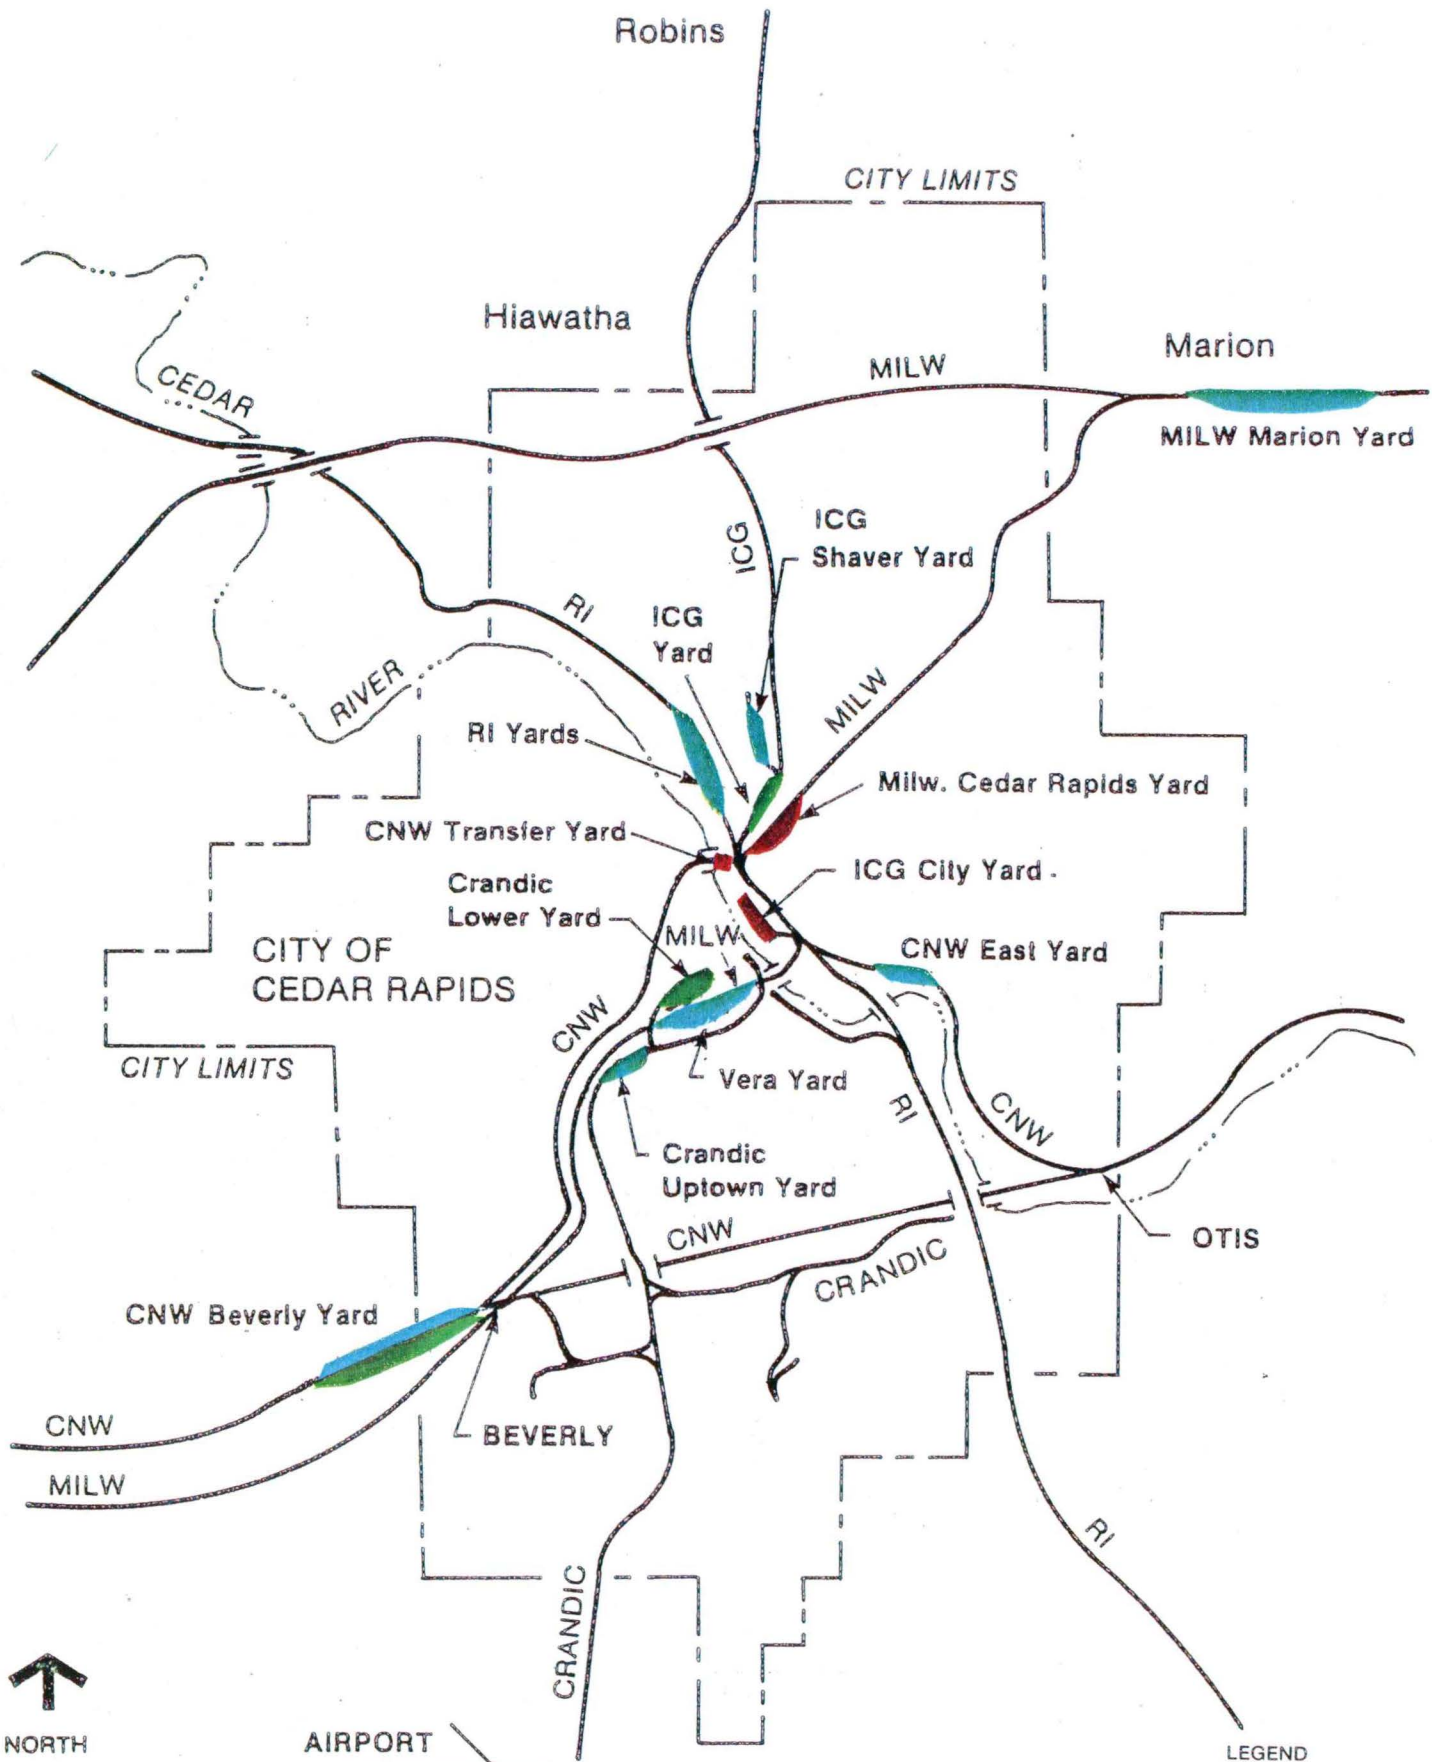 Robins
CITY LIMITS
Hiawatha
Marion
MILW
CEDAR
MILW Marion Yard
ICG
ICG
Shaver Yard
RI
ICG
Yard
RIVER
MILW
RI Yards
Milw. Cedar Rapids Yard
CNW Transfer Yard
ICG City Yard
Crandic
Lower Yard
MILW
CNW East Yard
CITY OF
CEDAR RAPIDS
CNW
CITY LIMITS
Vera Yard
RI
CNW
Crandic
Uptown Yard
CNW
OTIS
CRANDIC
CNW Beverly Yard
CNW
BEVERLY
MILW
RI
CRANDIC
NORTH
AIRPORT
LEGEND